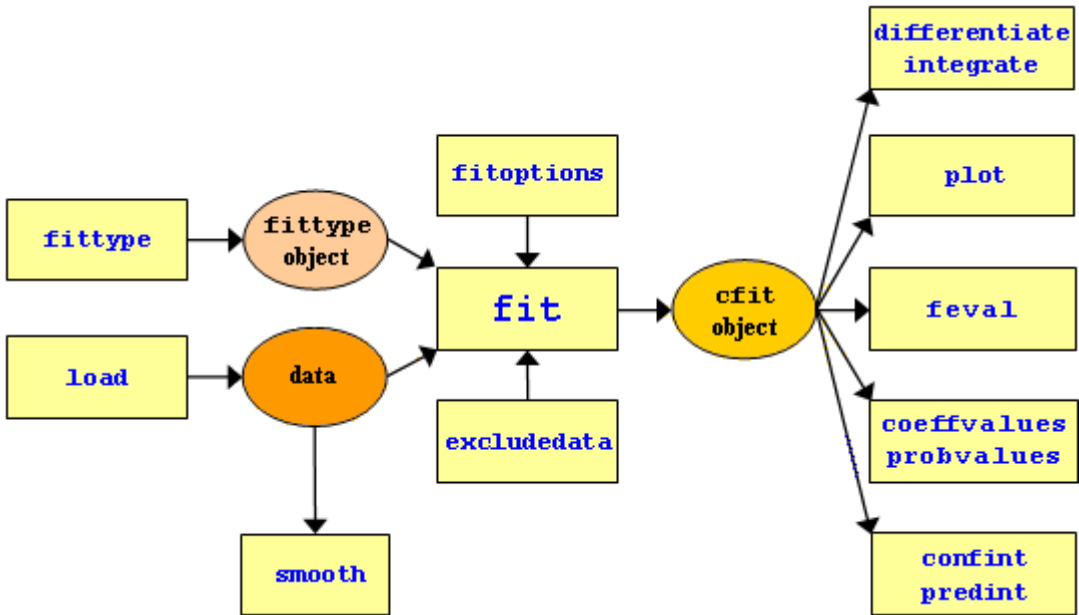 differentiate
integrate
fitoptions
plot
fittype
fittype
object
fit
cfit
object
feval
load
data
excludedata
coeffvalues
probvalues
smooth
confint
predint